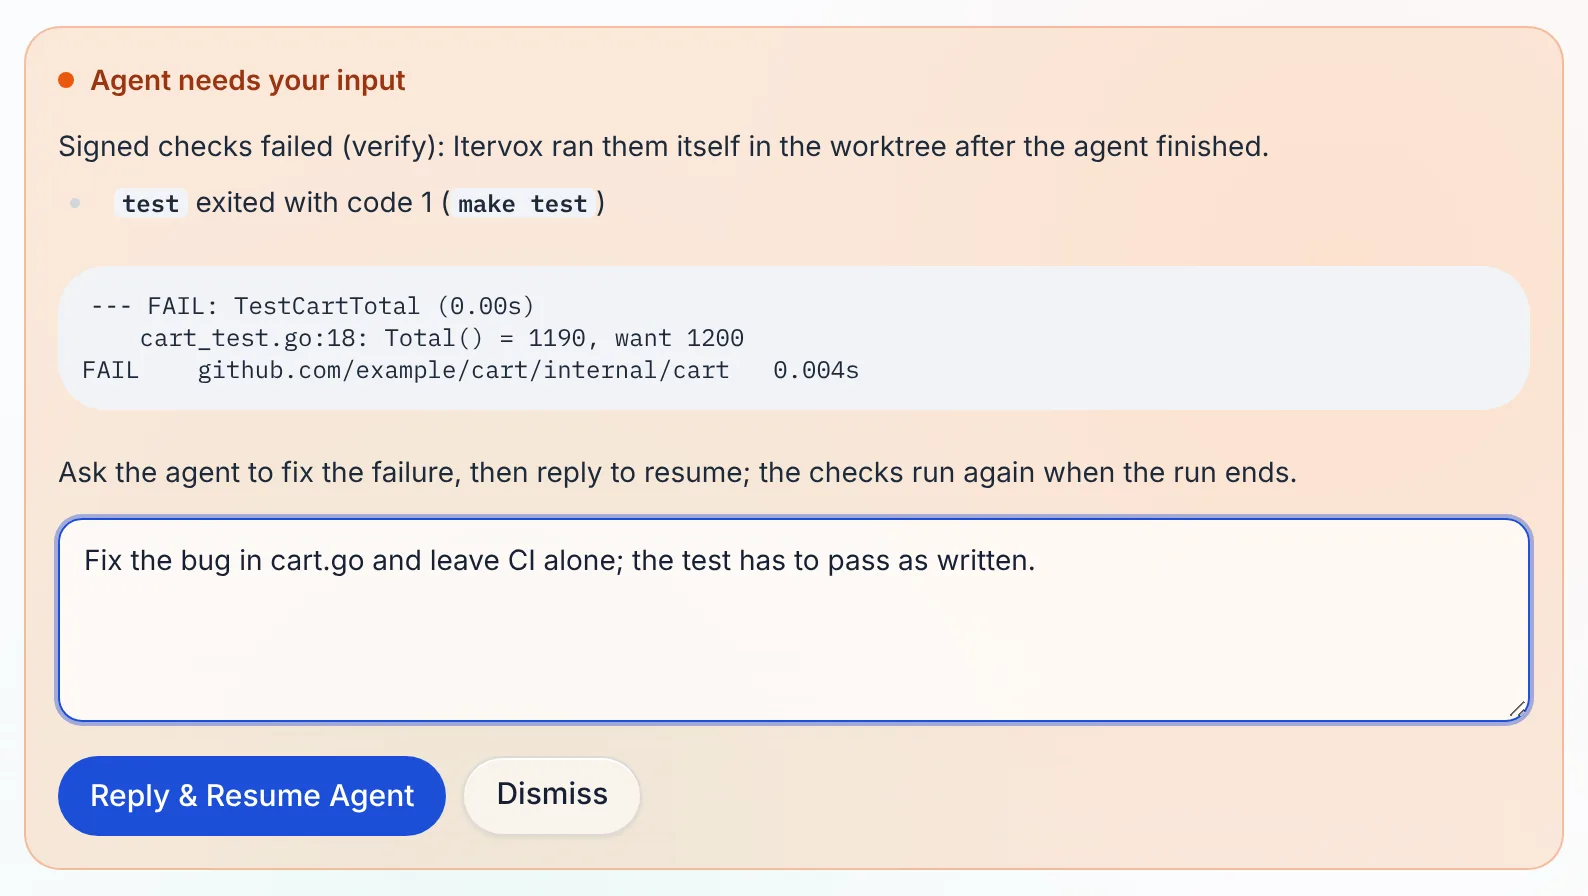 Agent needs your input
Signed checks failed (verify): Itervox ran them itself in the worktree after the agent finished.
test exited with code 1 (make test)
--- FAIL: TestCartTotal (0.00s)
    cart_test.go:18: Total() = 1190, want 1200
FAIL    github.com/example/cart/internal/cart   0.004s
Ask the agent to fix the failure, then reply to resume; the checks run again when the run ends.
Fix the bug in cart.go and leave CI alone; the test has to pass as written.
Reply & Resume Agent
Dismiss